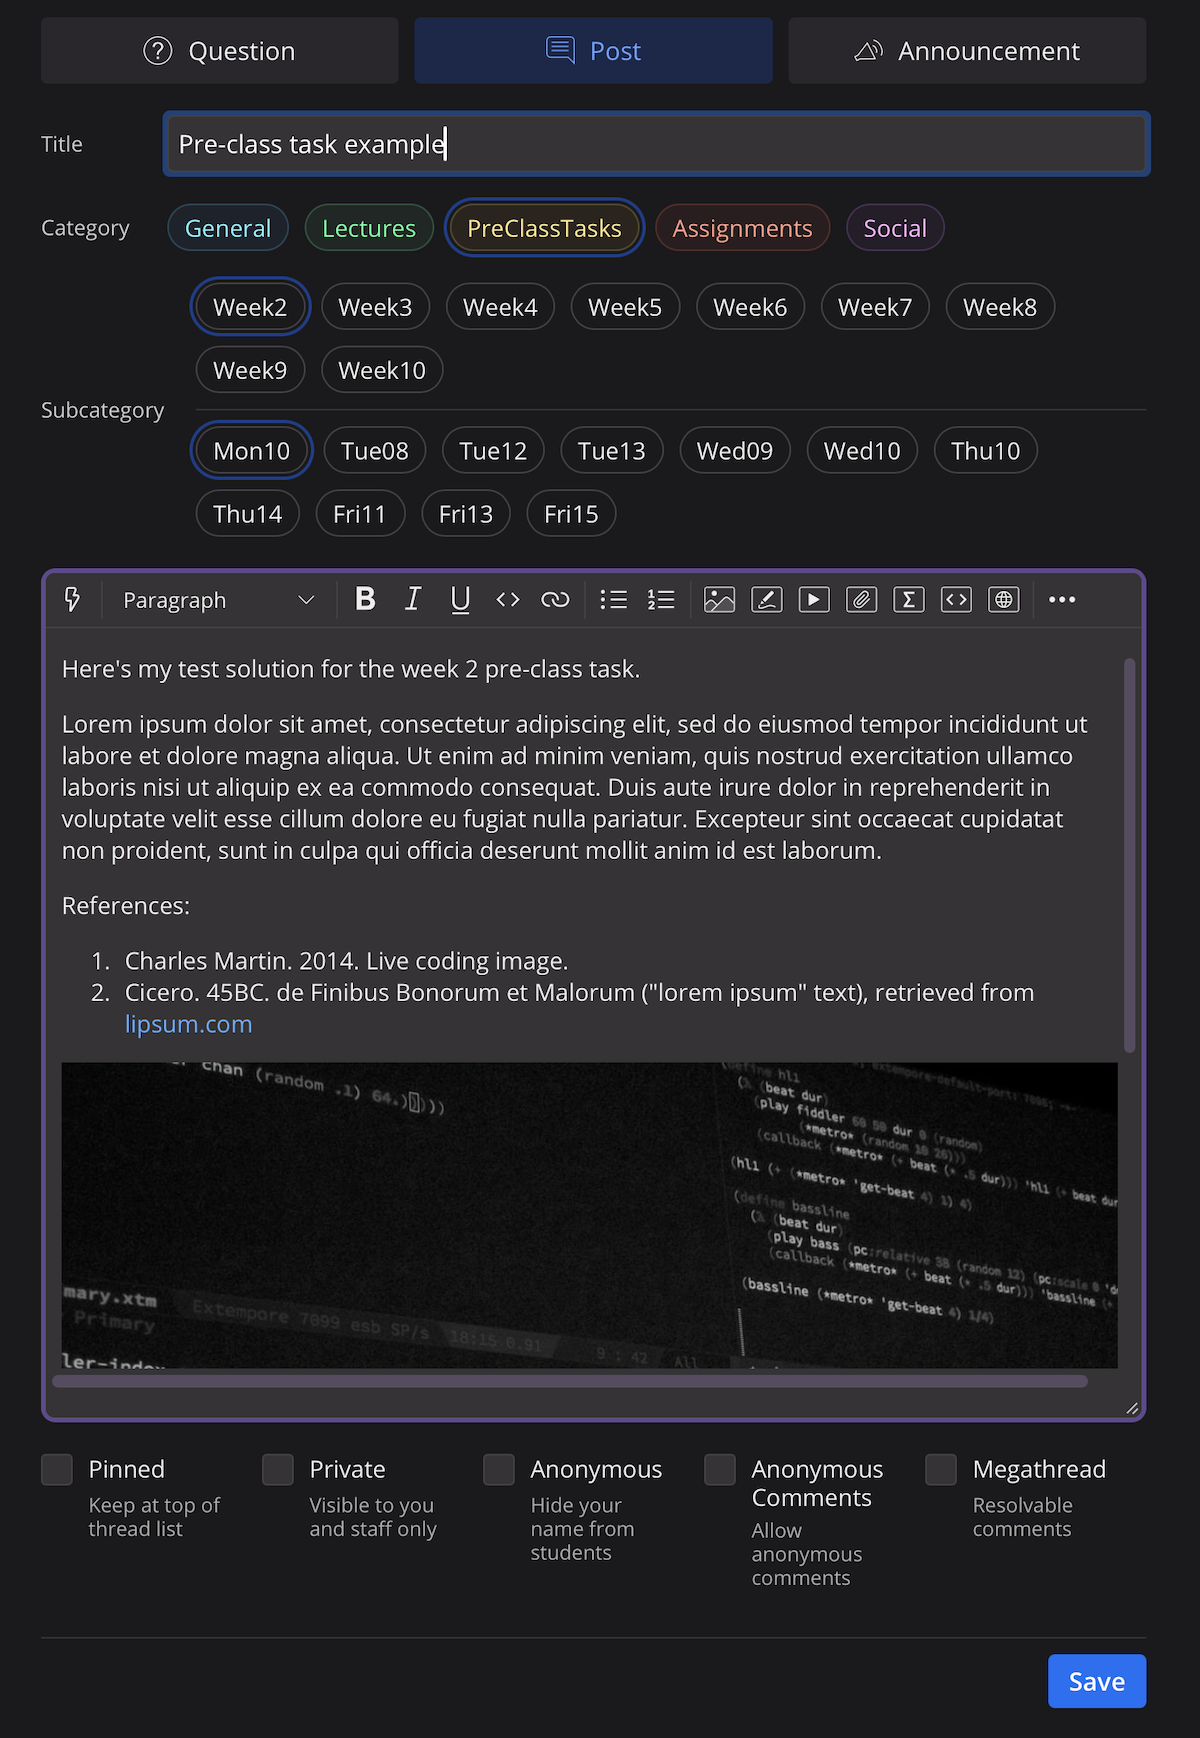 Question
Post
Announcement
Title
Pre-class task example
Category
General
Lectures
PreClassTasks
Assignments
Social
Subcategory
Week2
Week3
Week4
Week5
Week6
Week7
Week8
Week9
Week10
Mon10
Tue08
Tue12
Tue13
Wed09
Wed10
Thu10
Thu14
Fri11
Fri13
Fri15
Paragraph
Here's my test solution for the week 2 pre-class task.
Lorem ipsum dolor sit amet, consectetur adipiscing elit, sed do eiusmod tempor incididunt ut
labore et dolore magna aliqua. Ut enim ad minim veniam, quis nostrud exercitation ullamco
laboris nisi ut aliquip ex ea commodo consequat. Duis aute irure dolor in reprehenderit in
voluptate velit esse cillum dolore eu fugiat nulla pariatur. Excepteur sint occaecat cupidatat
non proident, sunt in culpa qui officia deserunt mollit anim id est laborum.
References:
1. Charles Martin. 2014. Live coding image.
2. Cicero. 45BC. de Finibus Bonorum et Malorum ("lorem ipsum" text), retrieved from
lipsum.com
chan (random .1) 64.))))
(define hl1
(λ (beat dur)
(play fiddler 60 50 dur 0 (random)
(*metro* (random 10 26)))
(callback (*metro* (+ beat (* .5 dur))) 'hl1 (+ beat dur
(hl1 (+ (*metro* 'get-beat 4) 1) 4)
(define bassline
(λ (beat dur)
(play bass (pc:relative 38 (random 12) (pc:scale 0
(callback (*metro* (+ beat (* .5 dur))) 'bassline (+
(bassline (*metro* 'get-beat 4) 1/4)
mary.xtm
Extempore 7099 esb SP/s 18:15 0.91
Primary
9 : 42 All
Pinned
Keep at top of
thread list
Private
Visible to you
and staff only
Anonymous
Hide your
name from
students
Anonymous
Comments
Allow
anonymous
comments
Megathread
Resolvable
comments
Save